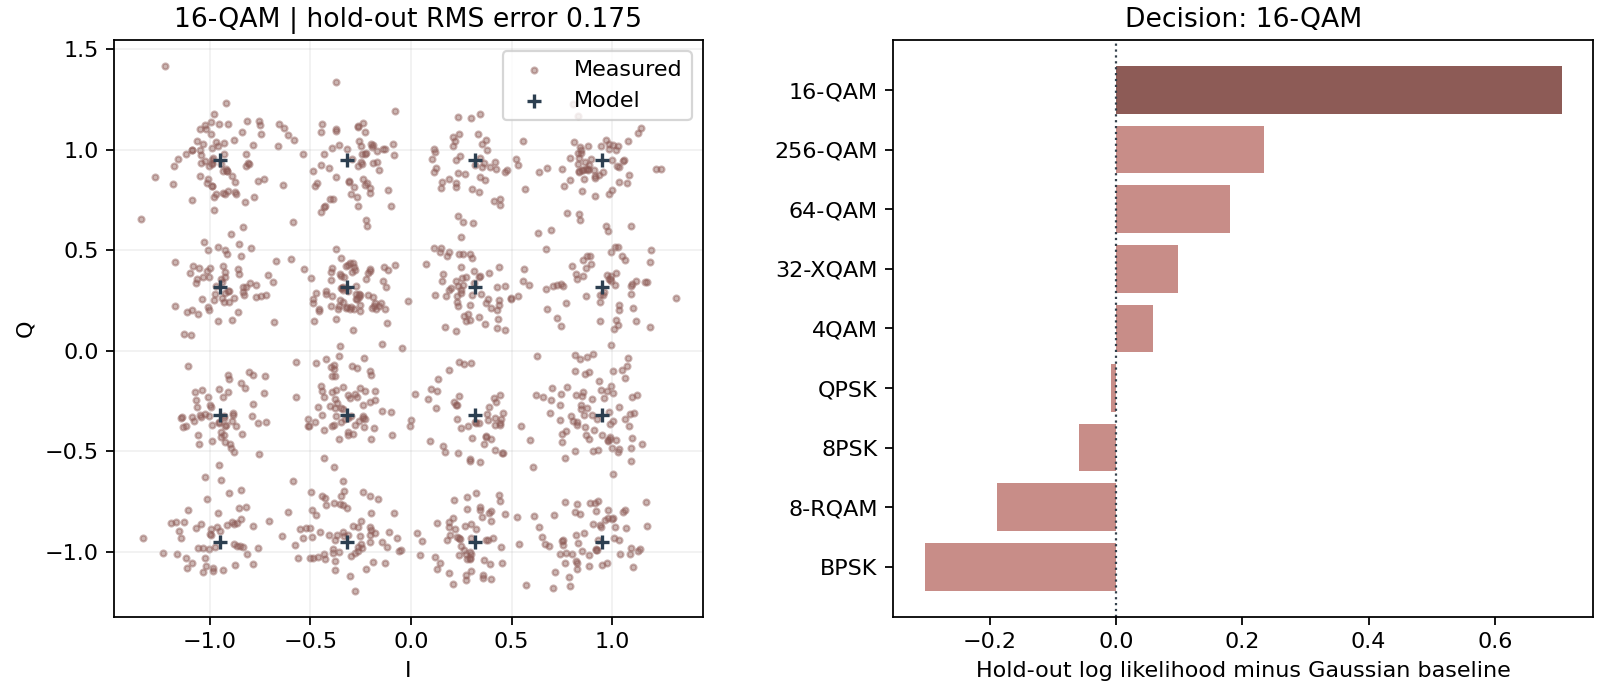 16-QAM | hold-out RMS error 0.175
Measured
Model
1.5
1.0
0.5
0.0
−0.5
−1.0
Q
−1.0
−0.5
0.0
0.5
1.0
I
Decision: 16-QAM
16-QAM
256-QAM
64-QAM
32-XQAM
4QAM
QPSK
8PSK
8-RQAM
BPSK
−0.2
0.0
0.2
0.4
0.6
Hold-out log likelihood minus Gaussian baseline